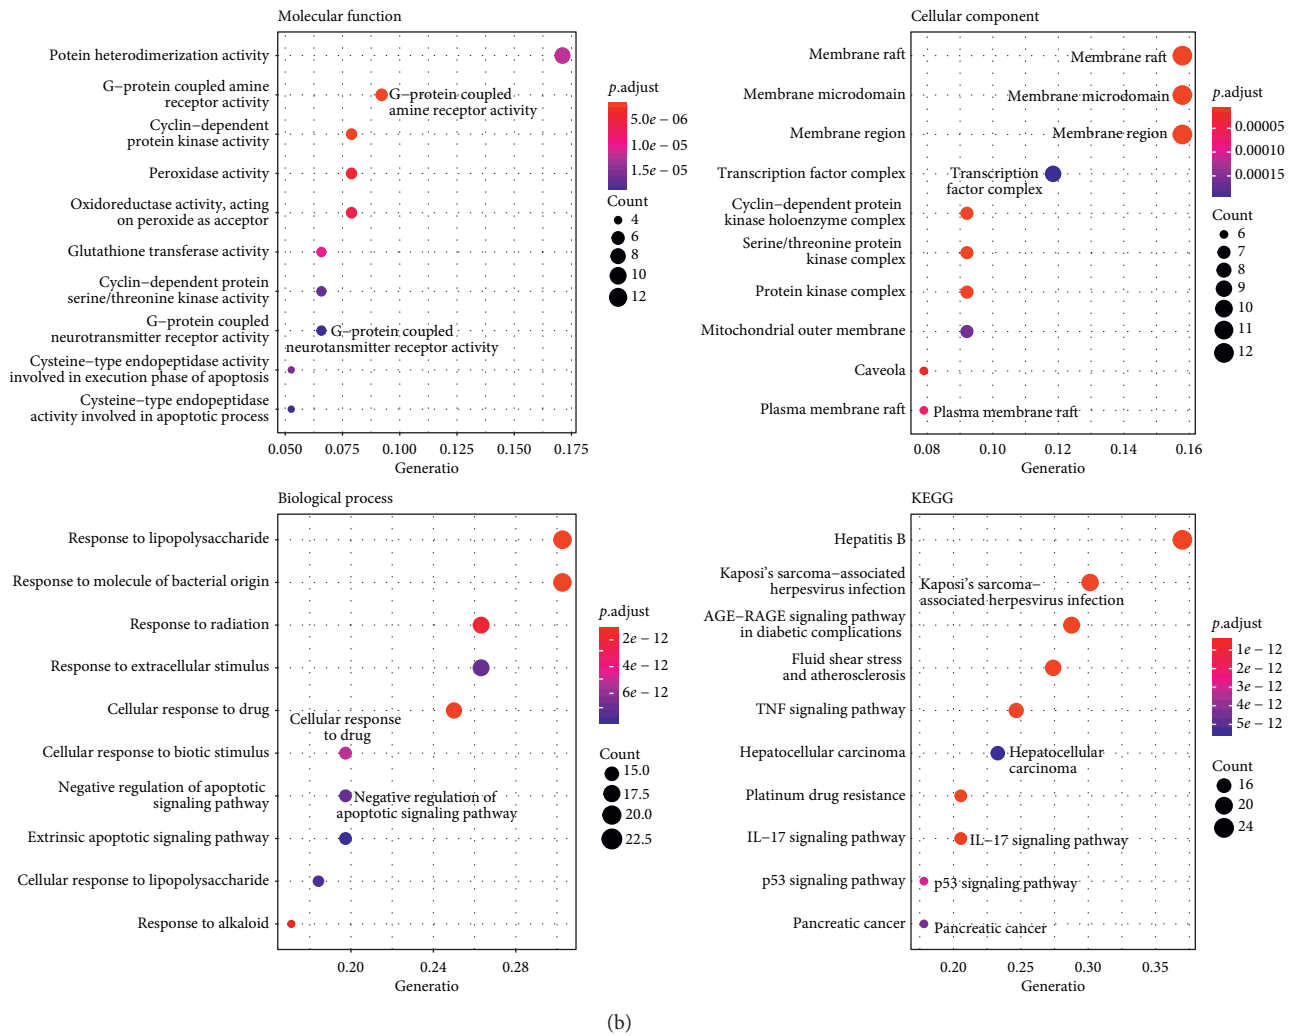 Molecular function
Potein heterodimerization activity
G−protein coupled amine
receptor activity
Cyclin−dependent
protein kinase activity
Peroxidase activity
Oxidoreductase activity, acting
on peroxide as acceptor
Glutathione transferase activity
Cyclin−dependent protein
serine/threonine kinase activity
G−protein coupled
neurotransmitter receptor activity
Cysteine−type endopeptidase activity
involved in execution phase of apoptosis
Cysteine−type endopeptidase
activity involved in apoptotic process
G−protein coupled
amine receptor activity
G−protein coupled
neurotansmitter receptor activity
0.050 0.075 0.100 0.125 0.150 0.175
Generatio
p.adjust
5.0e − 06
1.0e − 05
1.5e − 05
Count
4
6
8
10
12
Cellular component
Membrane raft
Membrane microdomain
Membrane region
Transcription factor complex
Cyclin−dependent protein
kinase holoenzyme complex
Serine/threonine protein
kinase complex
Protein kinase complex
Mitochondrial outer membrane
Caveola
Plasma membrane raft
Membrane raft
Membrane microdomain
Membrane region
Transcription
factor complex
Plasma membrane raft
0.08 0.10 0.12 0.14 0.16
Generatio
p.adjust
0.00005
0.00010
0.00015
Count
6
7
8
9
10
11
12
Biological process
Response to lipopolysaccharide
Response to molecule of bacterial origin
Response to radiation
Response to extracellular stimulus
Cellular response to drug
Cellular response to biotic stimulus
Negative regulation of apoptotic
signaling pathway
Extrinsic apoptotic signaling pathway
Cellular response to lipopolysaccharide
Response to alkaloid
Cellular response
to drug
Negative regulation of
apoptotic signaling pathway
0.20 0.24 0.28
Generatio
p.adjust
2e − 12
4e − 12
6e − 12
Count
15.0
17.5
20.0
22.5
KEGG
Hepatitis B
Kaposi's sarcoma−associated
herpesvirus infection
AGE−RAGE signaling pathway
in diabetic complications
Fluid shear stress
and atherosclerosis
TNF signaling pathway
Hepatocellular carcinoma
Platinum drug resistance
IL−17 signaling pathway
p53 signaling pathway
Pancreatic cancer
Kaposi's sarcoma−
associated herpesvirus infection
Hepatocellular
carcinoma
IL−17 signaling pathway
p53 signaling pathway
Pancreatic cancer
0.20 0.25 0.30 0.35
Generatio
p.adjust
1e − 12
2e − 12
3e − 12
4e − 12
5e − 12
Count
16
20
24
(b)